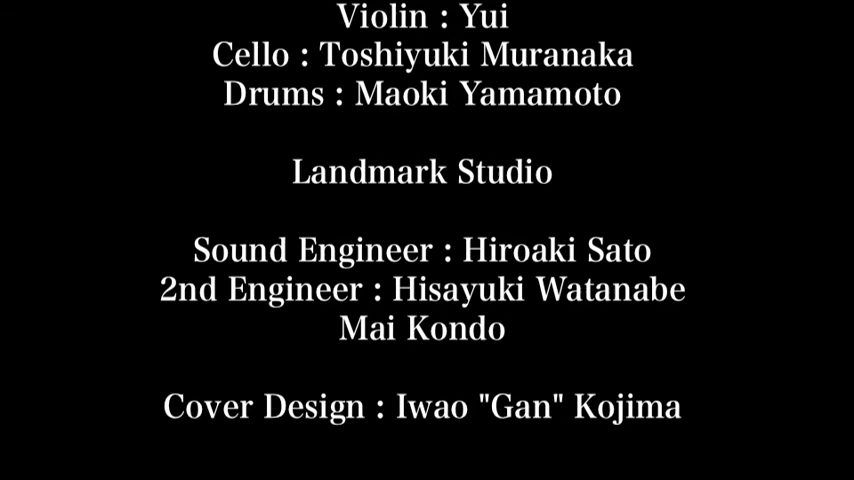 Violin : Yui
Cello : Toshiyuki Muranaka
Drums : Maoki Yamamoto
Landmark Studio
Sound Engineer : Hiroaki Sato
2nd Engineer : Hisayuki Watanabe
Mai Kondo
Cover Design : Iwao "Gan" Kojima